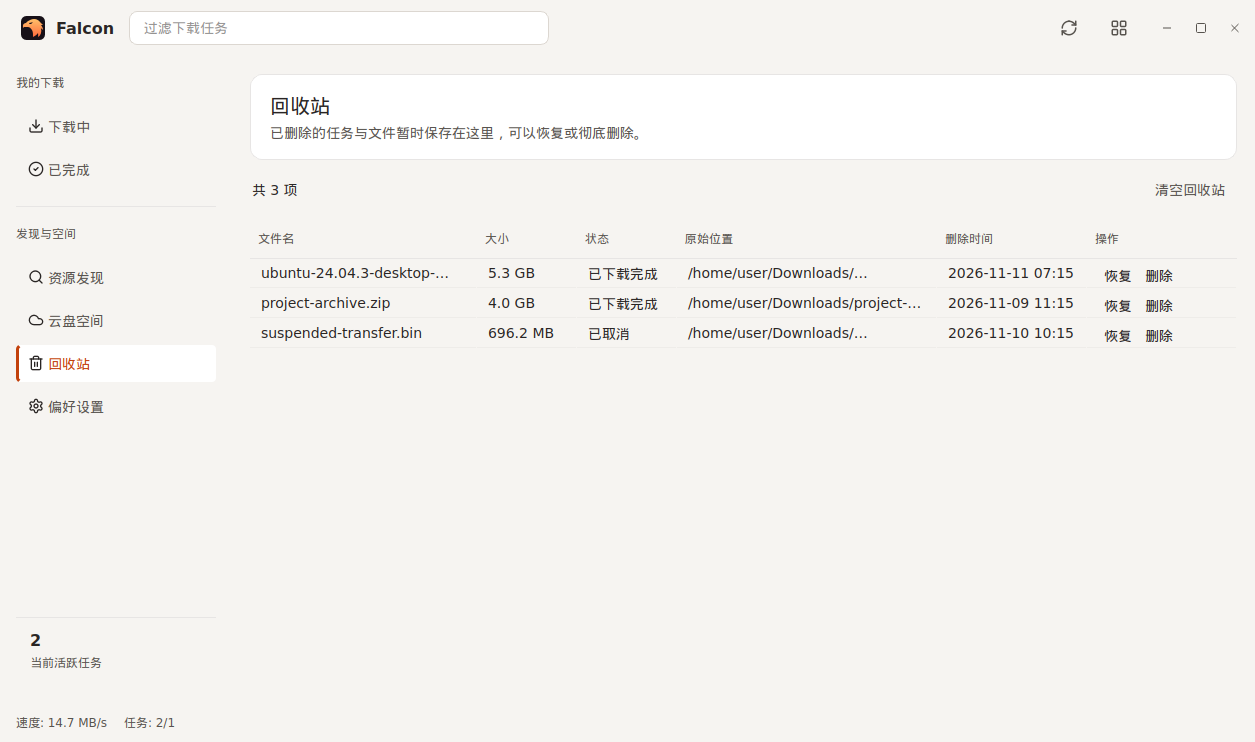 Falcon
过滤下载任务
我的下载
下载中
已完成
发现与空间
资源发现
云盘空间
回收站
偏好设置
2
当前活跃任务
速度: 14.7 MB/s 任务: 2/1
回收站
已删除的任务与文件暂时保存在这里，可以恢复或彻底删除。
共 3 项 清空回收站
文件名 大小 状态 原始位置 删除时间 操作
ubuntu-24.04.3-desktop-... 5.3 GB 已下载完成 /home/user/Downloads/... 2026-11-11 07:15 恢复 删除
project-archive.zip 4.0 GB 已下载完成 /home/user/Downloads/project-... 2026-11-09 11:15 恢复 删除
suspended-transfer.bin 696.2 MB 已取消 /home/user/Downloads/... 2026-11-10 10:15 恢复 删除